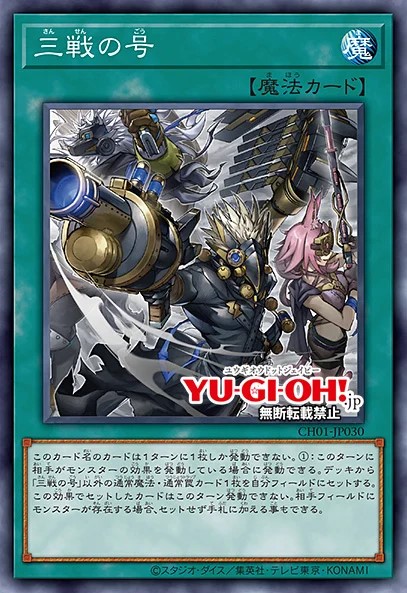 三戦の号
さん せん ごう
魔
【魔法カード】
ま ほう
ユウギオウドットジェイピー
YU-GI-OH!.jp
無断転載禁止
CH01-JP030
このカード名のカードは1ターンに1枚しか発動できない。①：このターンに
相手がモンスターの効果を発動している場合に発動できる。デッキから
「三戦の号」以外の通常魔法・通常罠カード1枚を自分フィールドにセットする。
この効果でセットしたカードはこのターン発動できない。相手フィールドに
モンスターが存在する場合、セットせず手札に加える事もできる。
©スタジオ・ダイス／集英社・テレビ東京・KONAMI